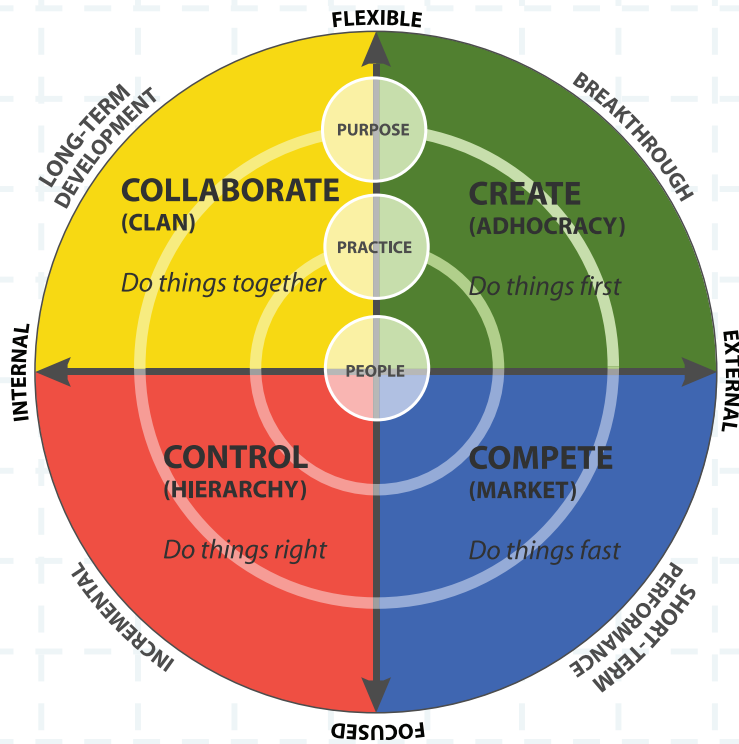 FLEXIBLE
LONG-TERM
DEVELOPMENT
BREAKTHROUGH
PURPOSE
COLLABORATE
(CLAN)
Do things together
CREATE
(ADHOCRACY)
Do things first
PRACTICE
INTERNAL
PEOPLE
EXTERNAL
CONTROL
(HIERARCHY)
Do things right
COMPETE
(MARKET)
Do things fast
INCREMENTAL
SHORT-TERM
PERFORMANCE
FOCUSED